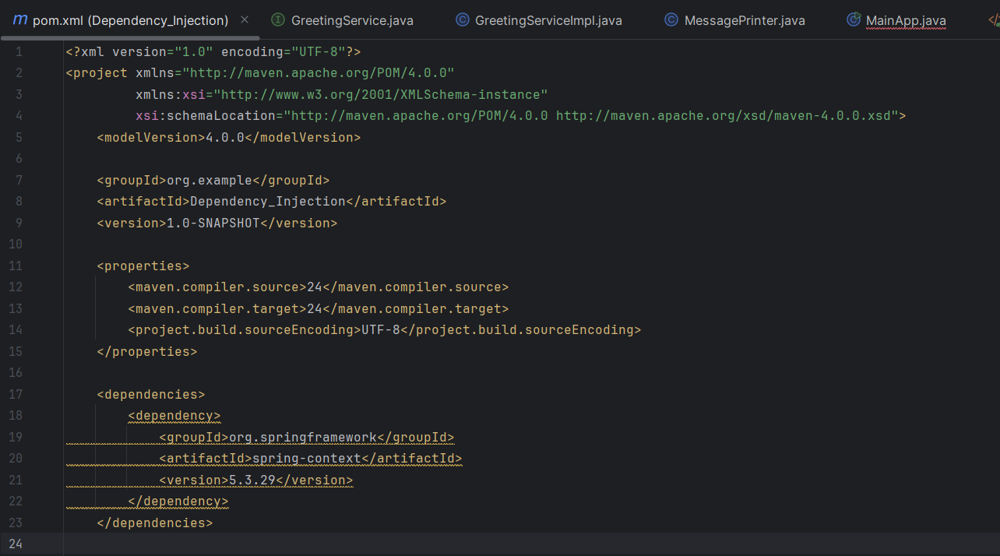 m pom.xml (Dependency_Injection) × I GreetingService.java C GreetingServiceImpl.java C MessagePrinter.java C MainApp.java </
1 <?xml version="1.0" encoding="UTF-8"?>
2 <project xmlns="http://maven.apache.org/POM/4.0.0"
3 xmlns:xsi="http://www.w3.org/2001/XMLSchema-instance"
4 xsi:schemaLocation="http://maven.apache.org/POM/4.0.0 http://maven.apache.org/xsd/maven-4.0.0.xsd">
5 <modelVersion>4.0.0</modelVersion>
6
7 <groupId>org.example</groupId>
8 <artifactId>Dependency_Injection</artifactId>
9 <version>1.0-SNAPSHOT</version>
10
11 <properties>
12 <maven.compiler.source>24</maven.compiler.source>
13 <maven.compiler.target>24</maven.compiler.target>
14 <project.build.sourceEncoding>UTF-8</project.build.sourceEncoding>
15 </properties>
16
17 <dependencies>
18 <dependency>
19 <groupId>org.springframework</groupId>
20 <artifactId>spring-context</artifactId>
21 <version>5.3.29</version>
22 </dependency>
23 </dependencies>
24